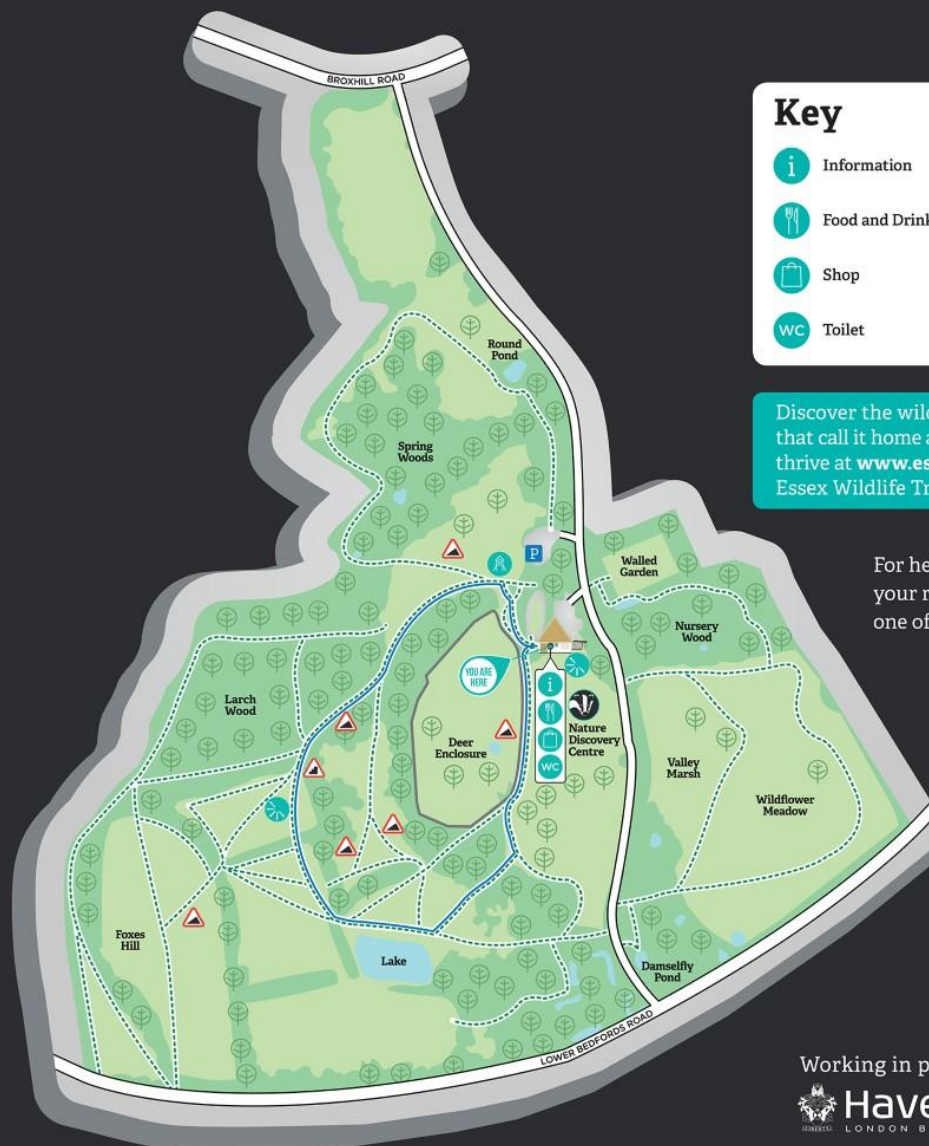 BROXHILL ROAD
Key
i Information
Food and Drink
Shop
WC Toilet
Round
Pond
Discover the wild
that call it home a
thrive at www.es
Essex Wildlife Tr
Spring
Woods
P
For he
your r
one of
Walled
Garden
Nursery
Wood
YOU ARE
HERE
i
Larch
Wood
Deer
Enclosure
Nature
Discovery
Centre
WC
Valley
Marsh
Wildflower
Meadow
Foxes
Hill
Lake
Damselfly
Pond
LOWER BEDFORDS ROAD
Working in p
Have
LONDON B